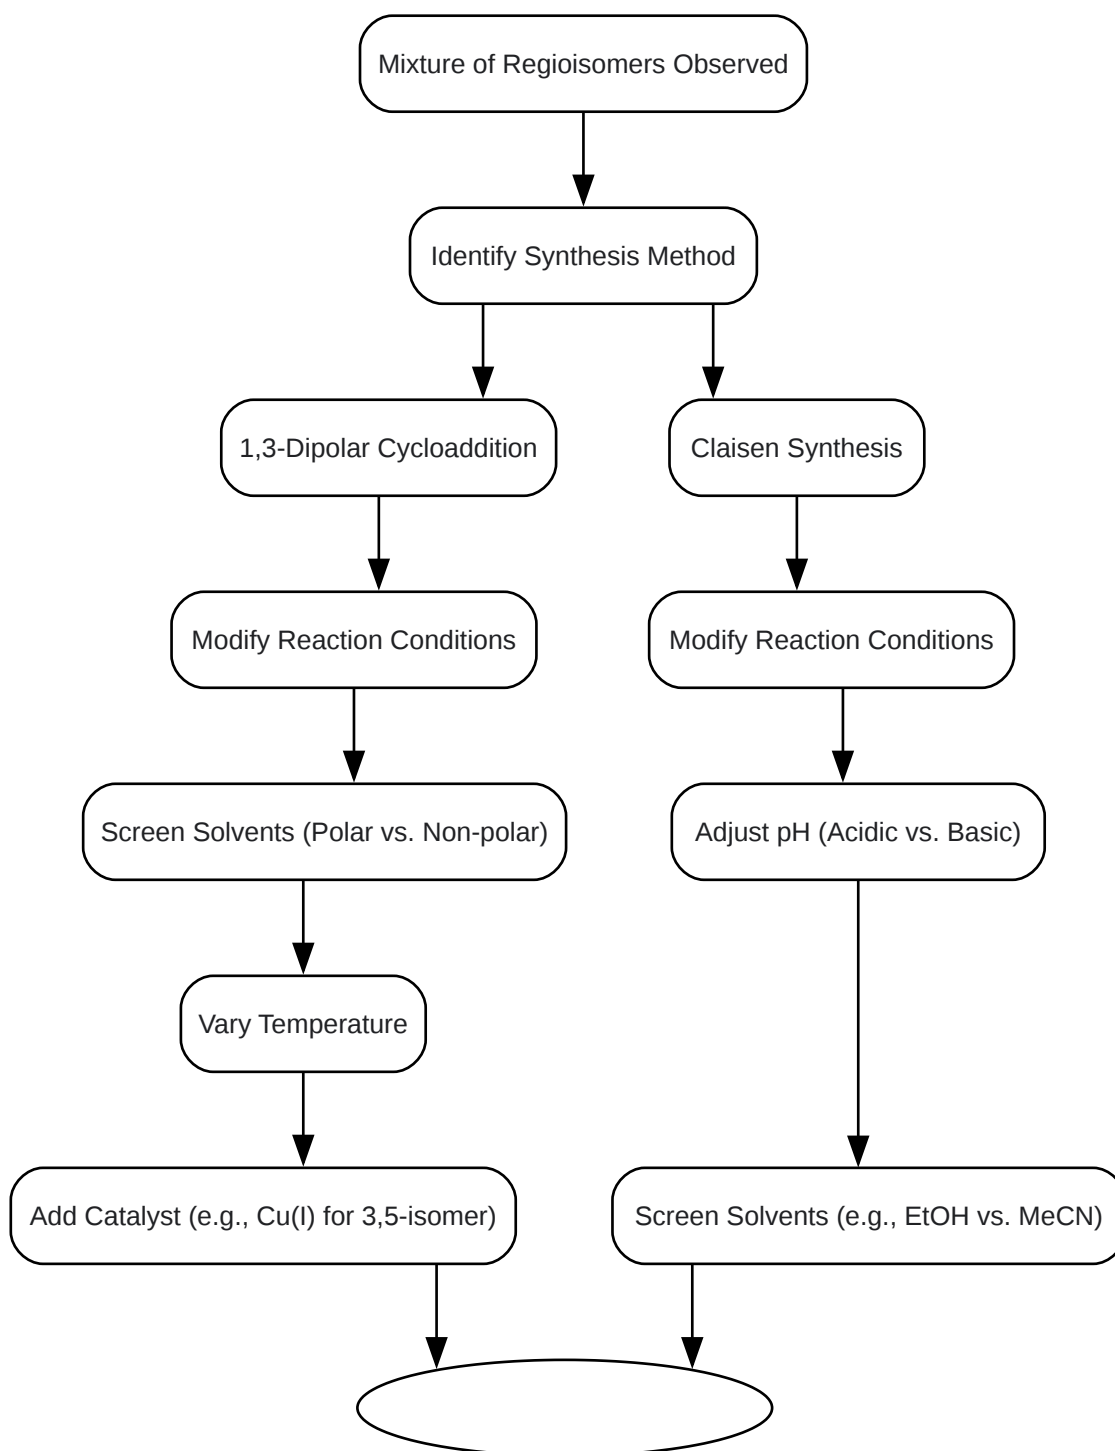 Mixture of Regioisomers Observed
Identify Synthesis Method
1,3-Dipolar Cycloaddition
Claisen Synthesis
Modify Reaction Conditions
Modify Reaction Conditions
Screen Solvents (Polar vs. Non-polar)
Adjust pH (Acidic vs. Basic)
Vary Temperature
Add Catalyst (e.g., Cu(I) for 3,5-isomer)
Screen Solvents (e.g., EtOH vs. MeCN)